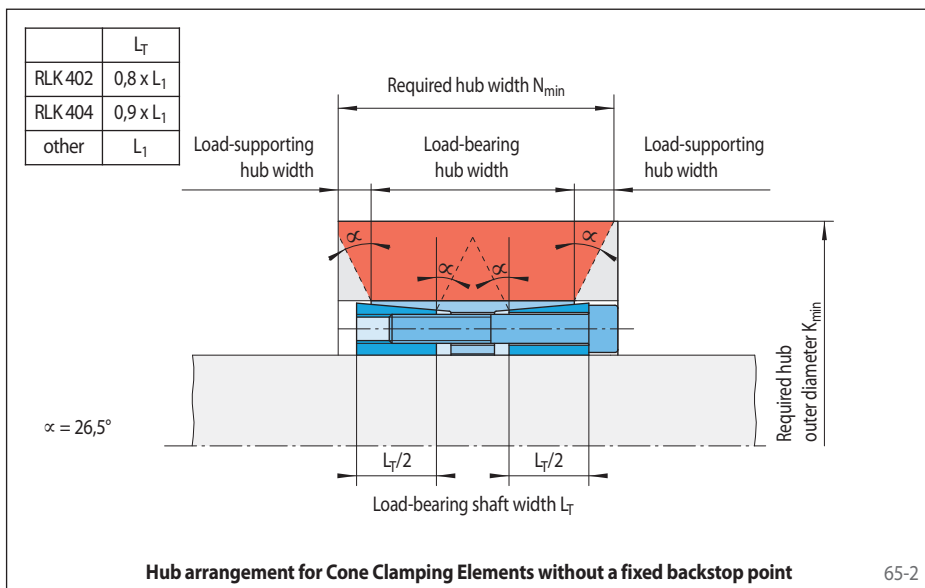 L_T
RLK 402 0,8 x L_1
RLK 404 0,9 x L_1
other L_1
Required hub width N_min
Load-supporting
hub width
Load-bearing
hub width
Load-supporting
hub width
∝
∝
∝
∝
Required hub
outer diameter K_min
∝ = 26,5°
L_T/2
L_T/2
Load-bearing shaft width L_T
Hub arrangement for Cone Clamping Elements without a fixed backstop point
65-2